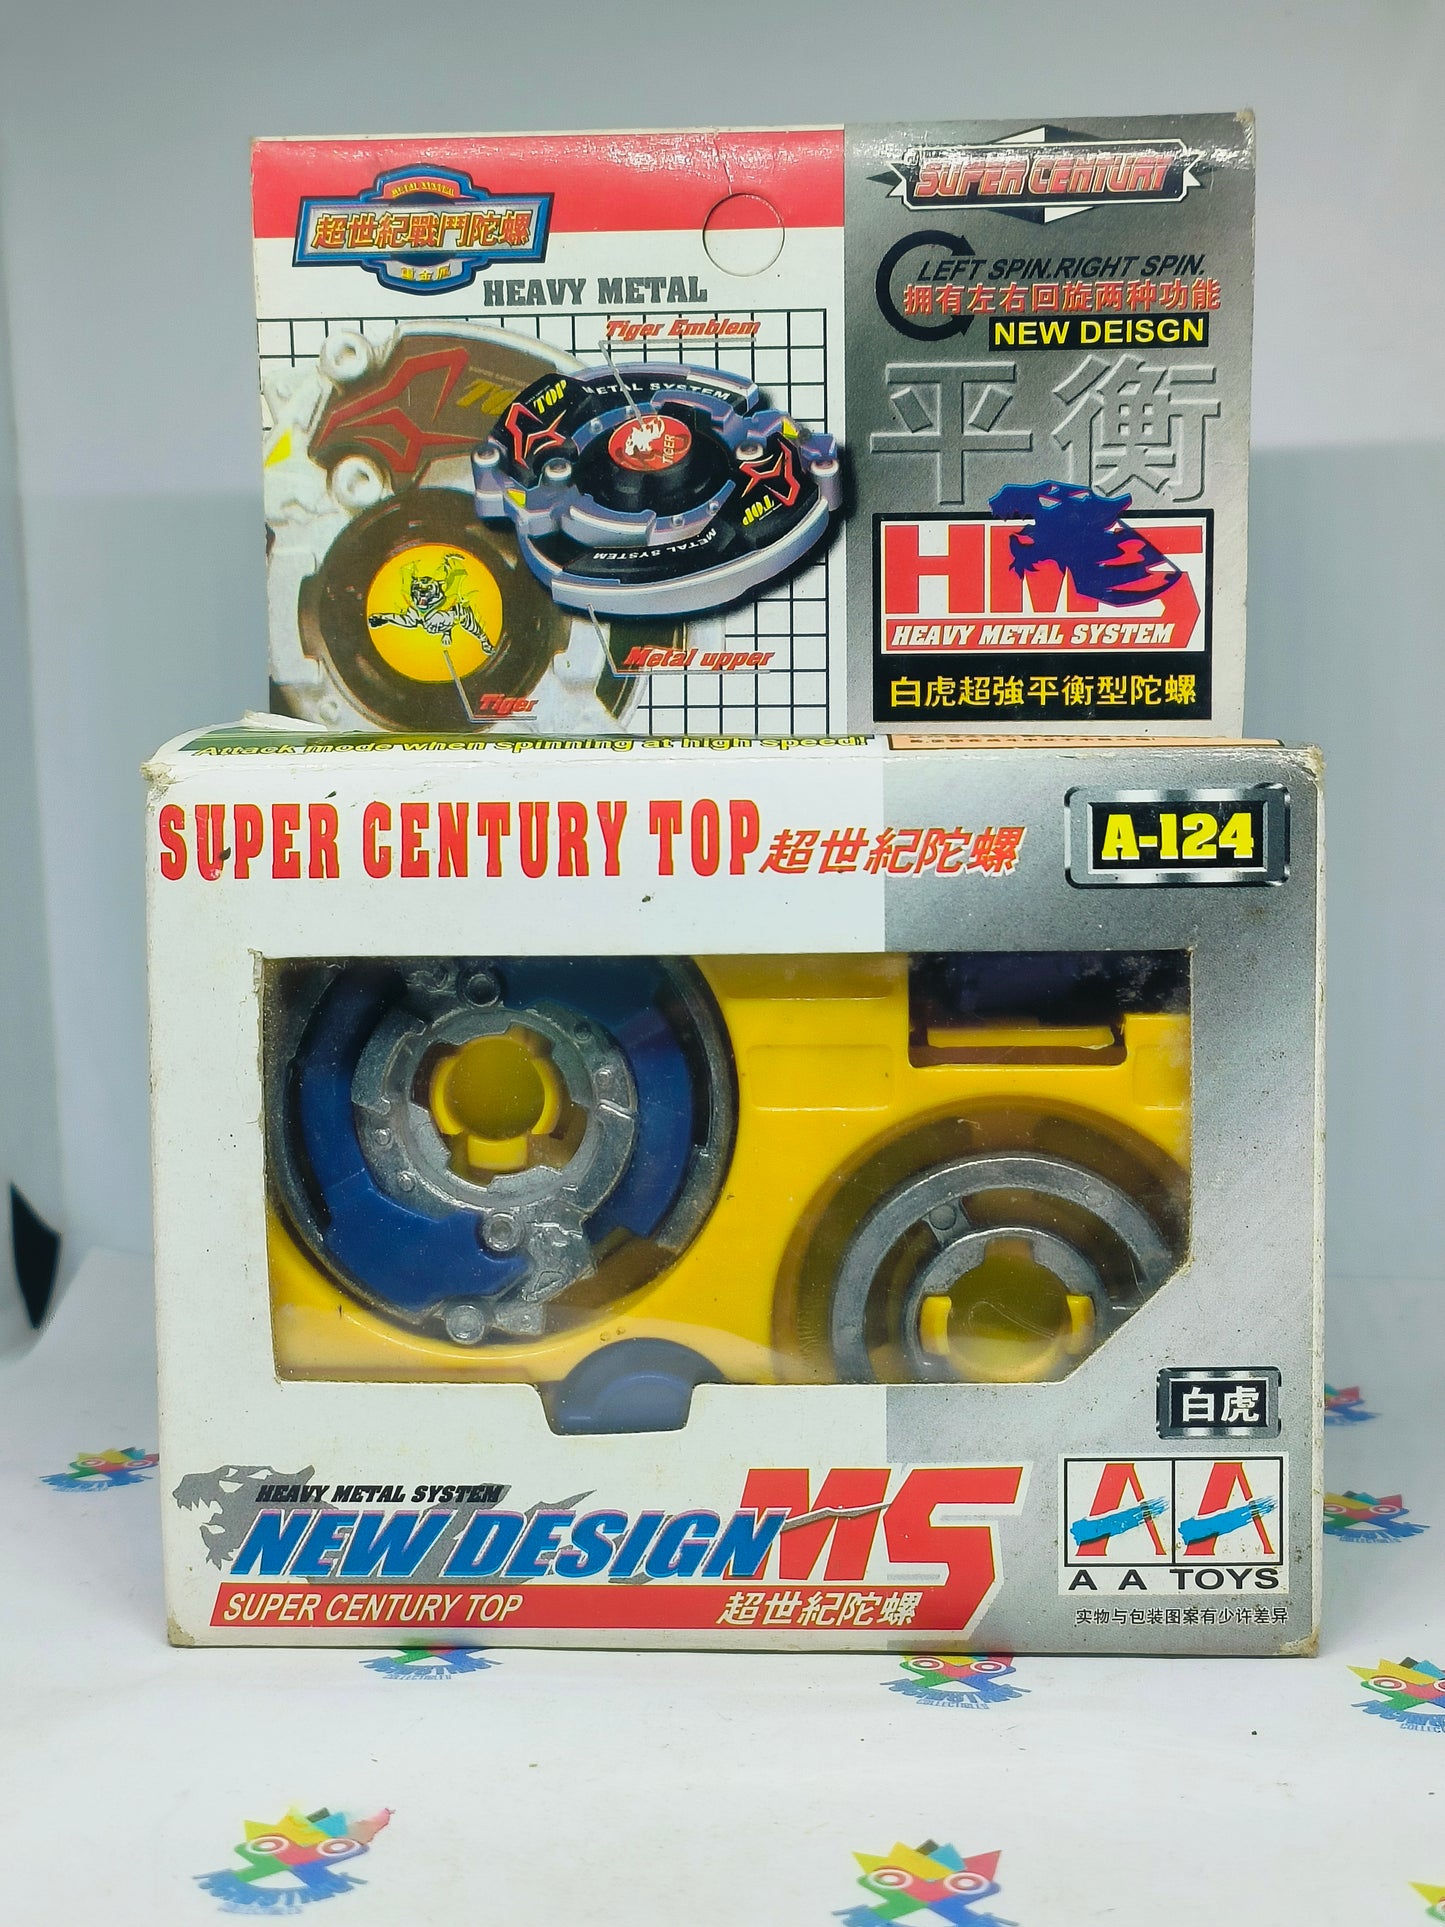 SUPER CENTURY
METAL SYSTEM
超世紀戰鬥陀螺
HEAVY METAL
LEFT SPIN.RIGHT SPIN.
拥有左右回旋两种功能
NEW DEISGN
平衡
Tiger Emblem
TOP
METAL SYSTEM
TIGER
TOP
METAL SYSTEM
Metal upper
Tiger
HMS
HEAVY METAL SYSTEM
白虎超強平衡型陀螺
Attack mode when spinning at high speed!
SUPER CENTURY TOP 超世紀陀螺
A-124
白虎
HEAVY METAL SYSTEM
NEW DESIGN MS
SUPER CENTURY TOP
超世紀陀螺
AA
A A TOYS
实物与包装图案有少许差异